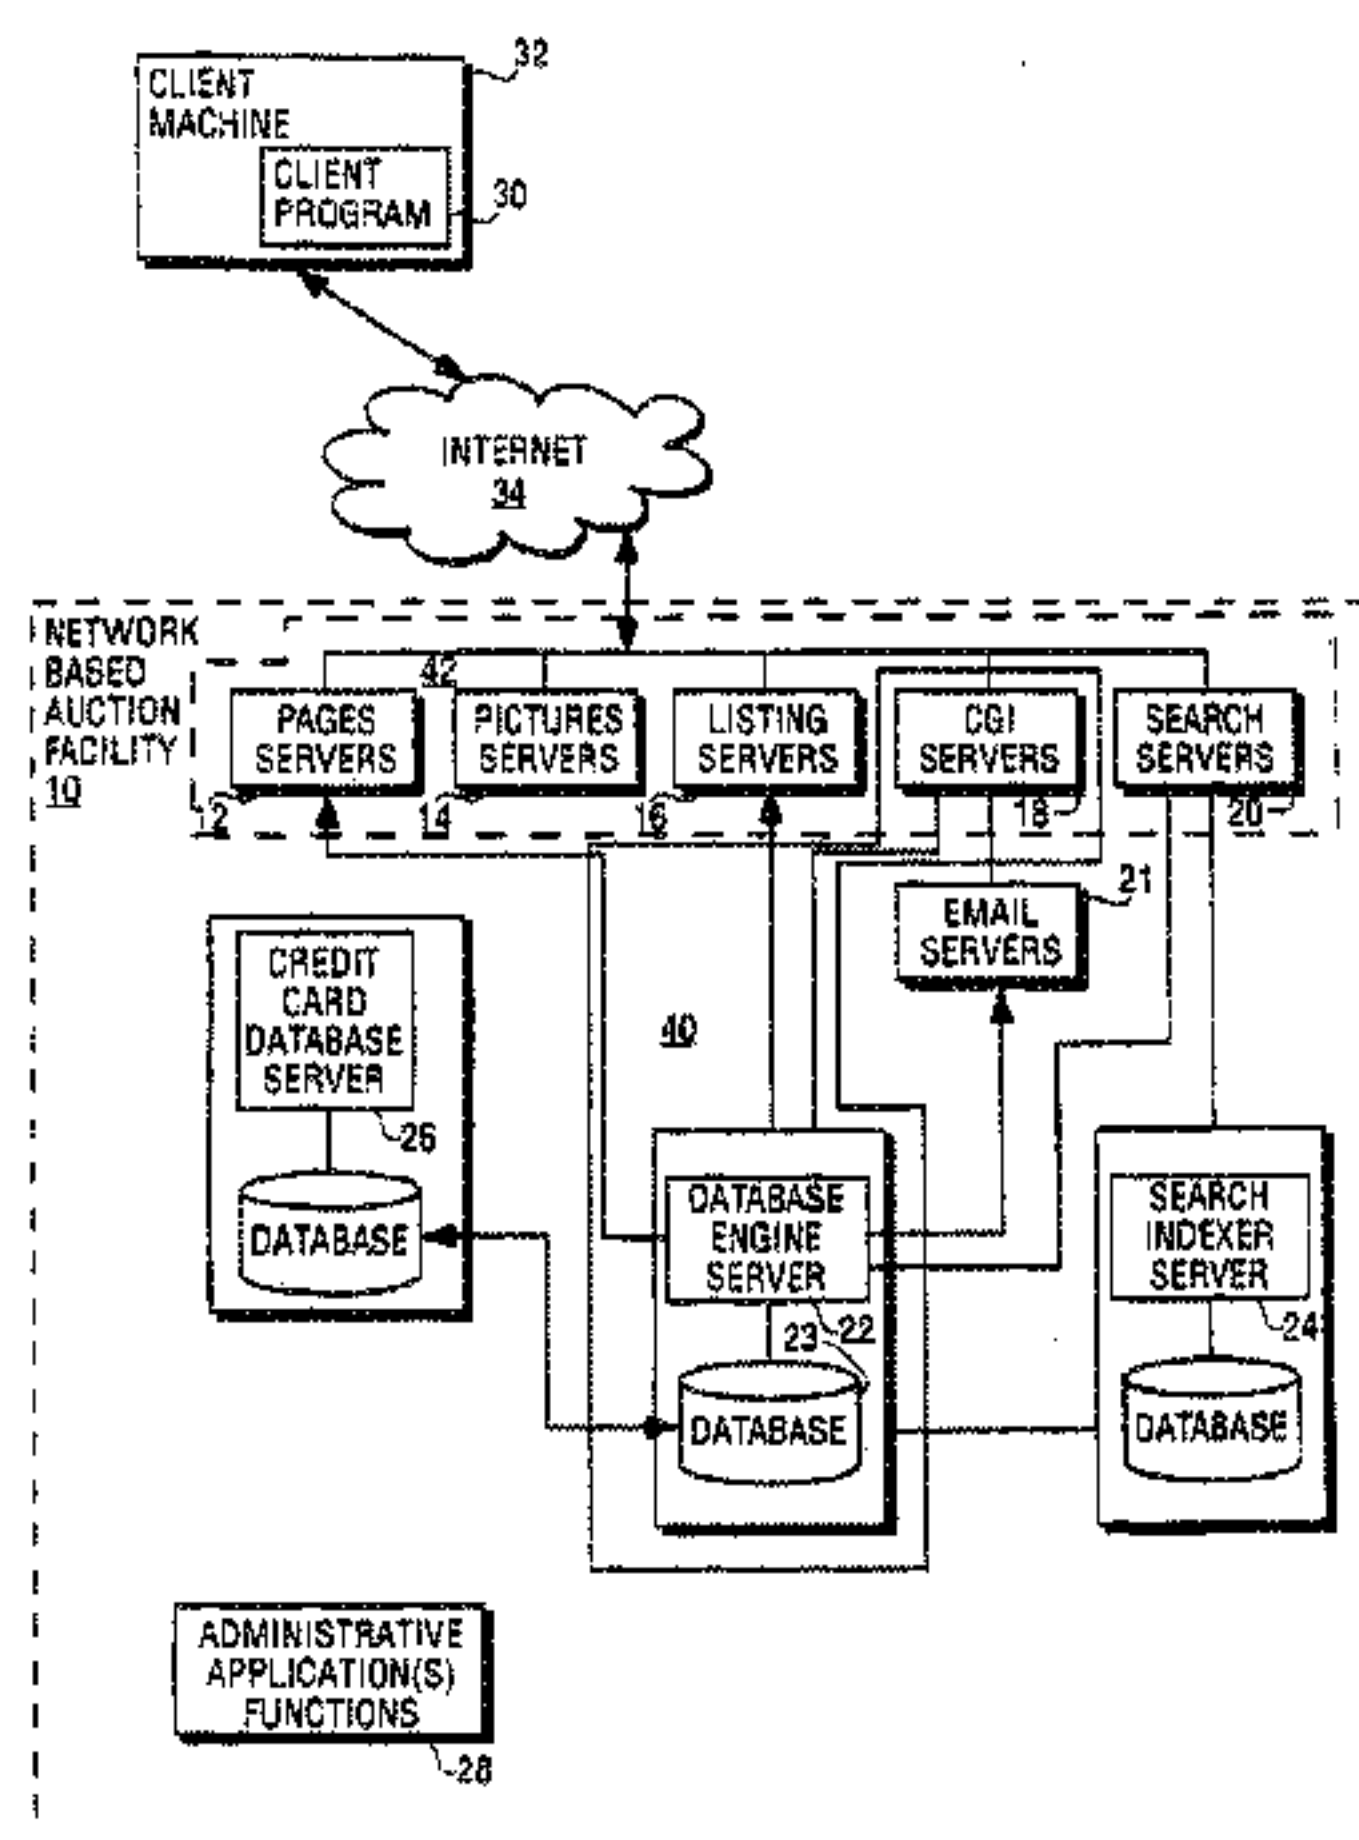 32
CLIENT
MACHINE
CLIENT
PROGRAM
30
INTERNET
34
NETWORK
BASED
AUCTION
FACILITY
10
42
PAGES
SERVERS
12
PICTURES
SERVERS
14
LISTING
SERVERS
16
CGI
SERVERS
18
SEARCH
SERVERS
20
EMAIL
SERVERS
21
CREDIT
CARD
DATABASE
SERVER
26
DATABASE
40
DATABASE
ENGINE
SERVER
22
23
DATABASE
SEARCH
INDEXER
SERVER
24
DATABASE
ADMINISTRATIVE
APPLICATION(S)
FUNCTIONS
28